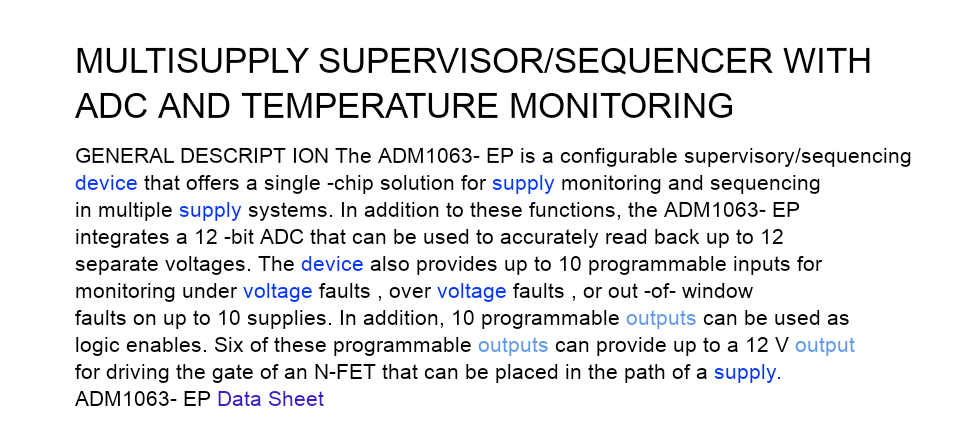 MULTISUPPLY SUPERVISOR/SEQUENCER WITH
ADC AND TEMPERATURE MONITORING
GENERAL DESCRIPT ION The ADM1063- EP is a configurable supervisory/sequencing
device that offers a single -chip solution for supply monitoring and sequencing
in multiple supply systems. In addition to these functions, the ADM1063- EP
integrates a 12 -bit ADC that can be used to accurately read back up to 12
separate voltages. The device also provides up to 10 programmable inputs for
monitoring under voltage faults , over voltage faults , or out -of- window
faults on up to 10 supplies. In addition, 10 programmable outputs can be used as
logic enables. Six of these programmable outputs can provide up to a 12 V output
for driving the gate of an N-FET that can be placed in the path of a supply.
ADM1063- EP Data Sheet